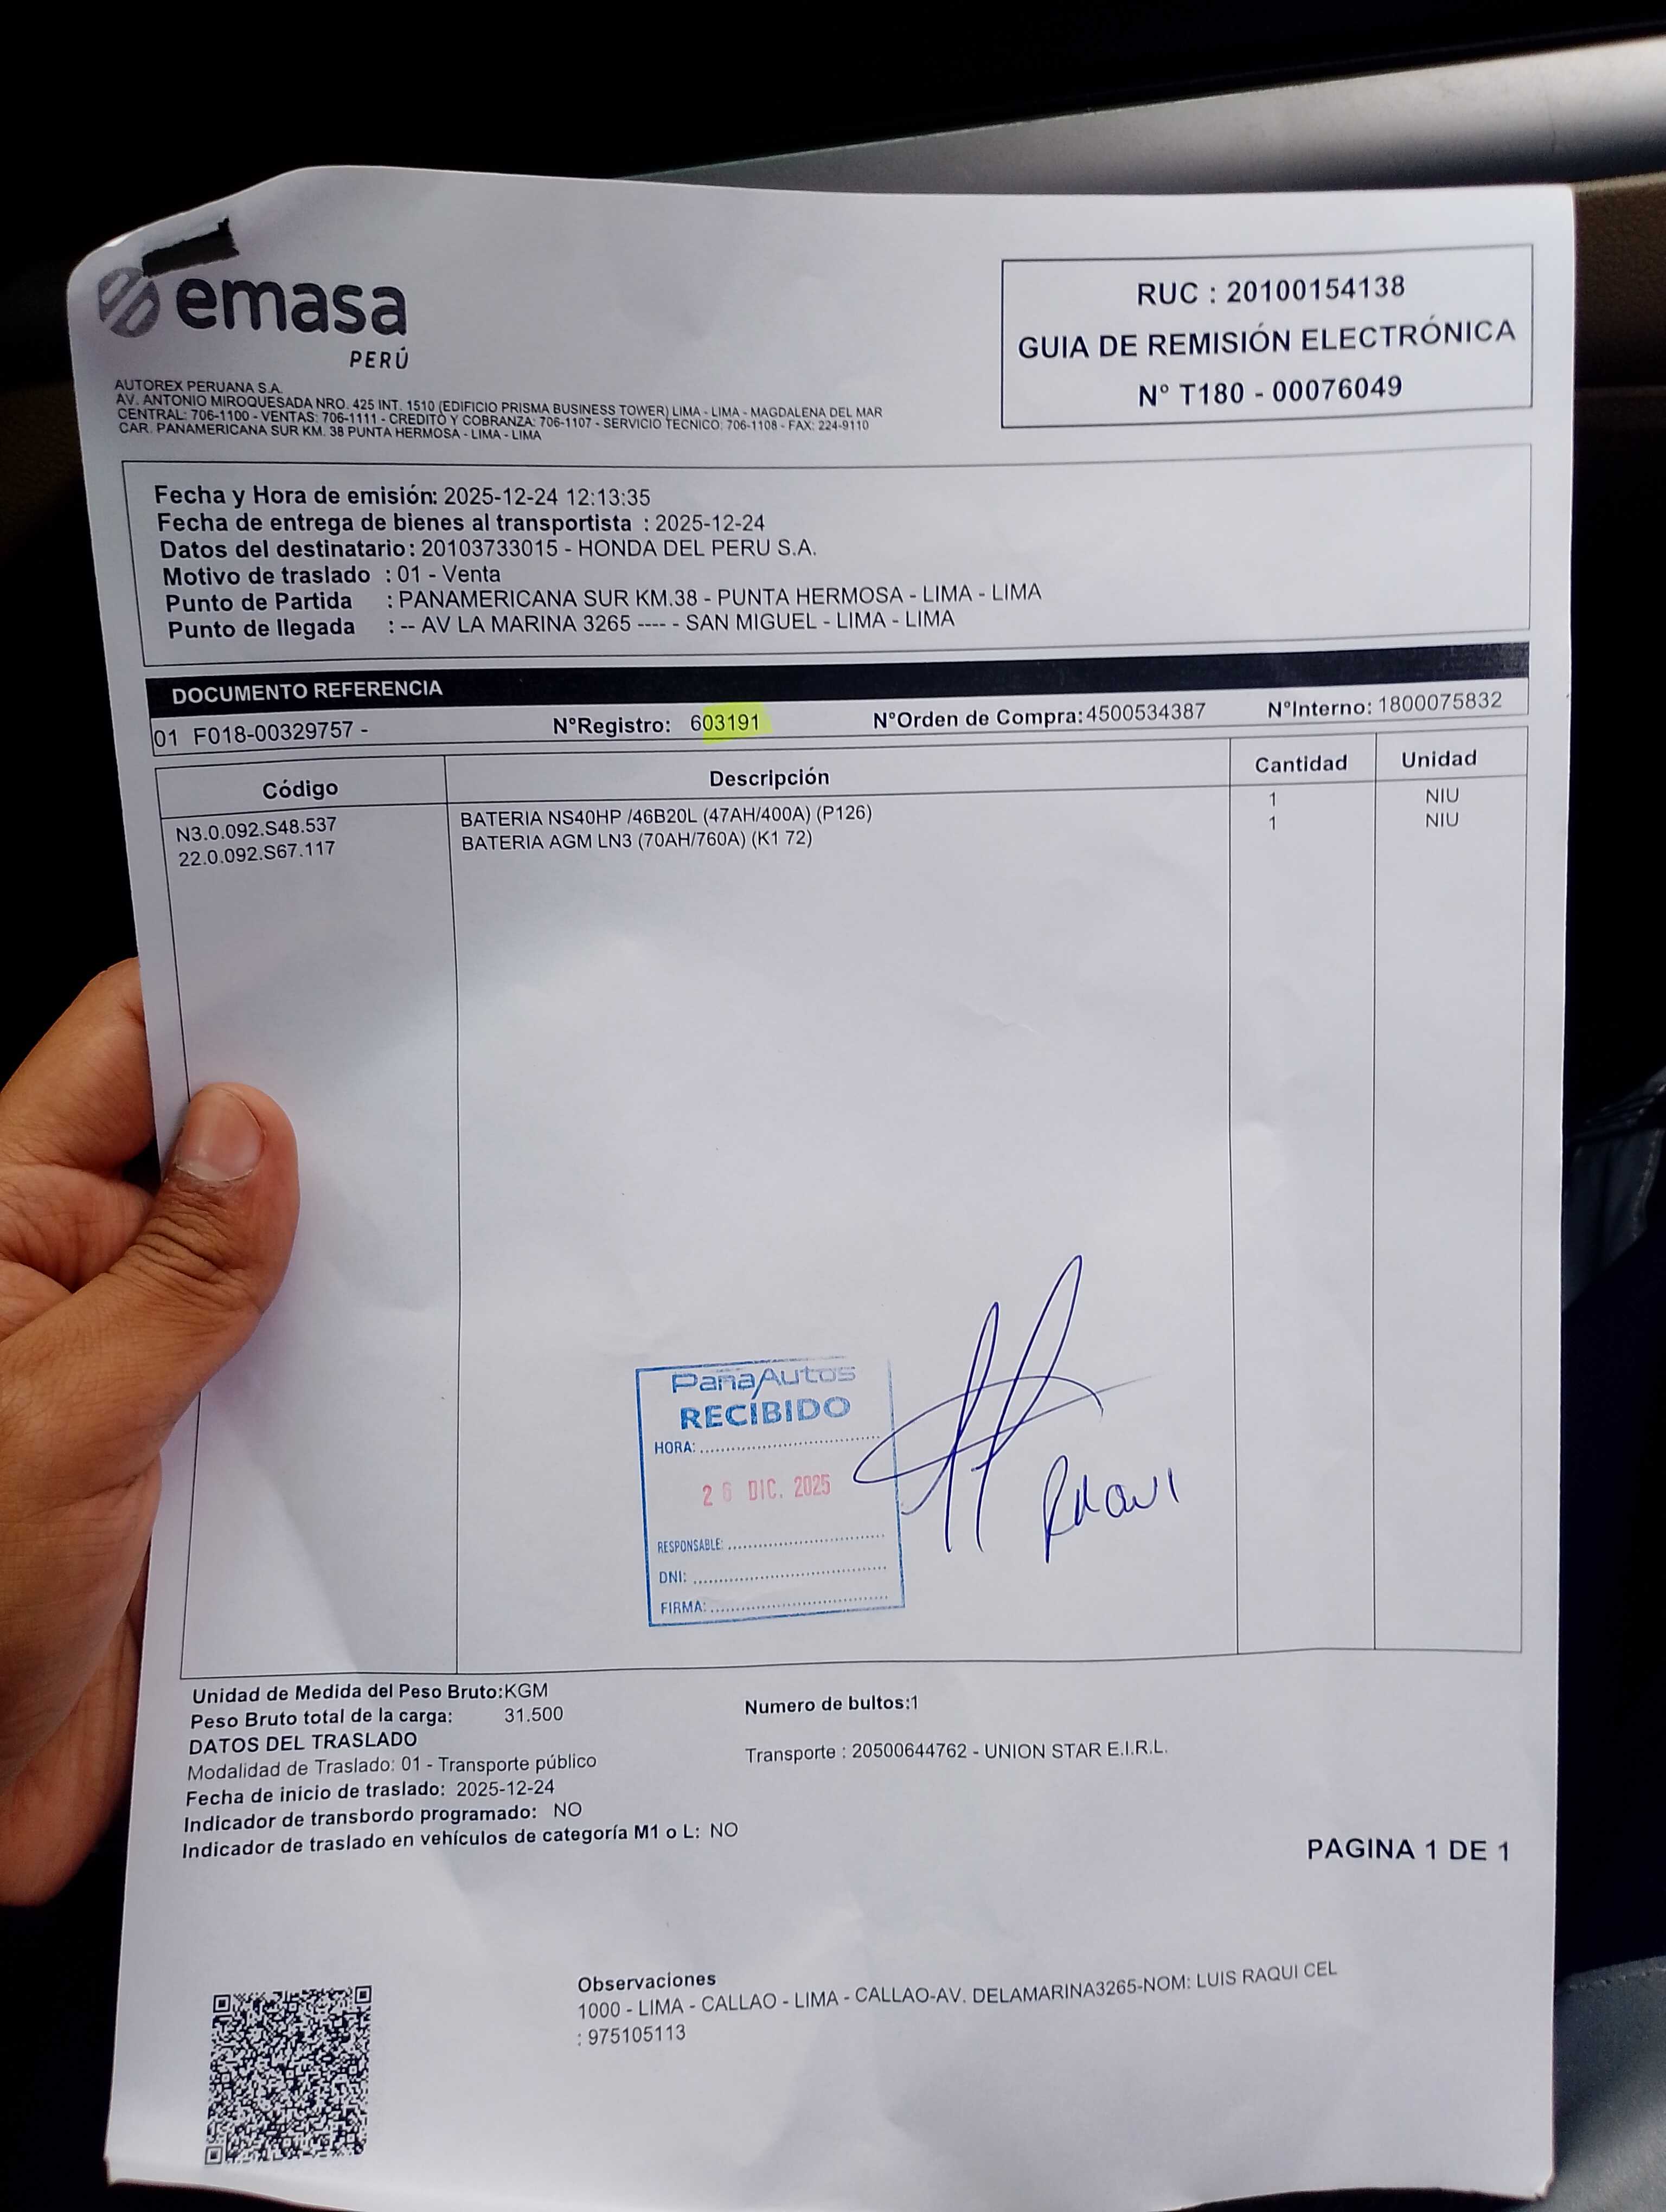 emasa
PERÚ
RUC : 20100154138
GUIA DE REMISIÓN ELECTRÓNICA
N° T180 - 00076049
AUTOREX PERUANA S.A.
AV. ANTONIO MIROQUESADA NRO. 425 INT. 1510 (EDIFICIO PRISMA BUSINESS TOWER) LIMA - LIMA - MAGDALENA DEL MAR
CENTRAL: 706-1100 - VENTAS: 706-1111 - CREDITO Y COBRANZA: 706-1107 - SERVICIO TECNICO: 706-1108 - FAX: 224-9110
CAR. PANAMERICANA SUR KM. 38 PUNTA HERMOSA - LIMA - LIMA
Fecha y Hora de emisión: 2025-12-24 12:13:35
Fecha de entrega de bienes al transportista : 2025-12-24
Datos del destinatario: 20103733015 - HONDA DEL PERU S.A.
Motivo de traslado : 01 - Venta
Punto de Partida : PANAMERICANA SUR KM.38 - PUNTA HERMOSA - LIMA - LIMA
Punto de llegada : -- AV LA MARINA 3265 ---- - SAN MIGUEL - LIMA - LIMA
DOCUMENTO REFERENCIA
01 F018-00329757 - N°Registro: 603191 N°Orden de Compra:4500534387 N°Interno: 1800075832
Código Descripción Cantidad Unidad
N3.0.092.S48.537 BATERIA NS40HP /46B20L (47AH/400A) (P126) 1 NIU
22.0.092.S67.117 BATERIA AGM LN3 (70AH/760A) (K1 72) 1 NIU
PanaAutos
RECIBIDO
HORA:
26 DIC. 2025
RESPONSABLE:
DNI:
FIRMA:
Unidad de Medida del Peso Bruto:KGM
Peso Bruto total de la carga: 31.500
Numero de bultos:1
DATOS DEL TRASLADO
Modalidad de Traslado: 01 - Transporte público
Transporte : 20500644762 - UNION STAR E.I.R.L.
Fecha de inicio de traslado: 2025-12-24
Indicador de transbordo programado: NO
Indicador de traslado en vehículos de categoría M1 o L: NO
PAGINA 1 DE 1
Observaciones
1000 - LIMA - CALLAO - LIMA - CALLAO-AV. DELAMARINA3265-NOM: LUIS RAQUI CEL
: 975105113